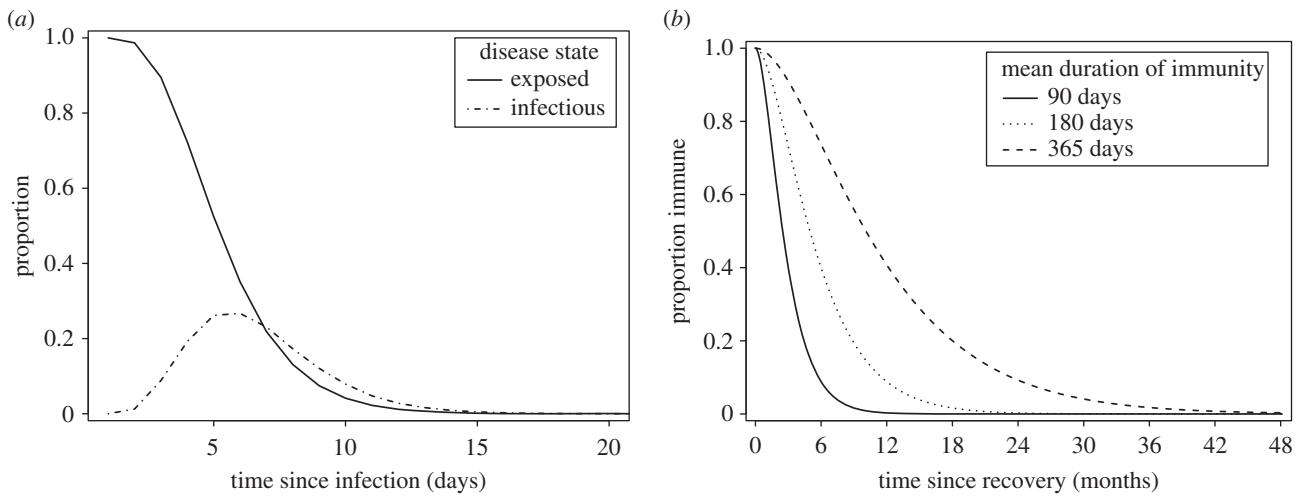 (a)
1.0
0.8
0.6
0.4
0.2
0
proportion
disease state
exposed
infectious
5
10
15
20
time since infection (days)
(b)
1.0
0.8
0.6
0.4
0.2
0
proportion immune
mean duration of immunity
90 days
180 days
365 days
0
6
12
18
24
30
36
42
48
time since recovery (months)